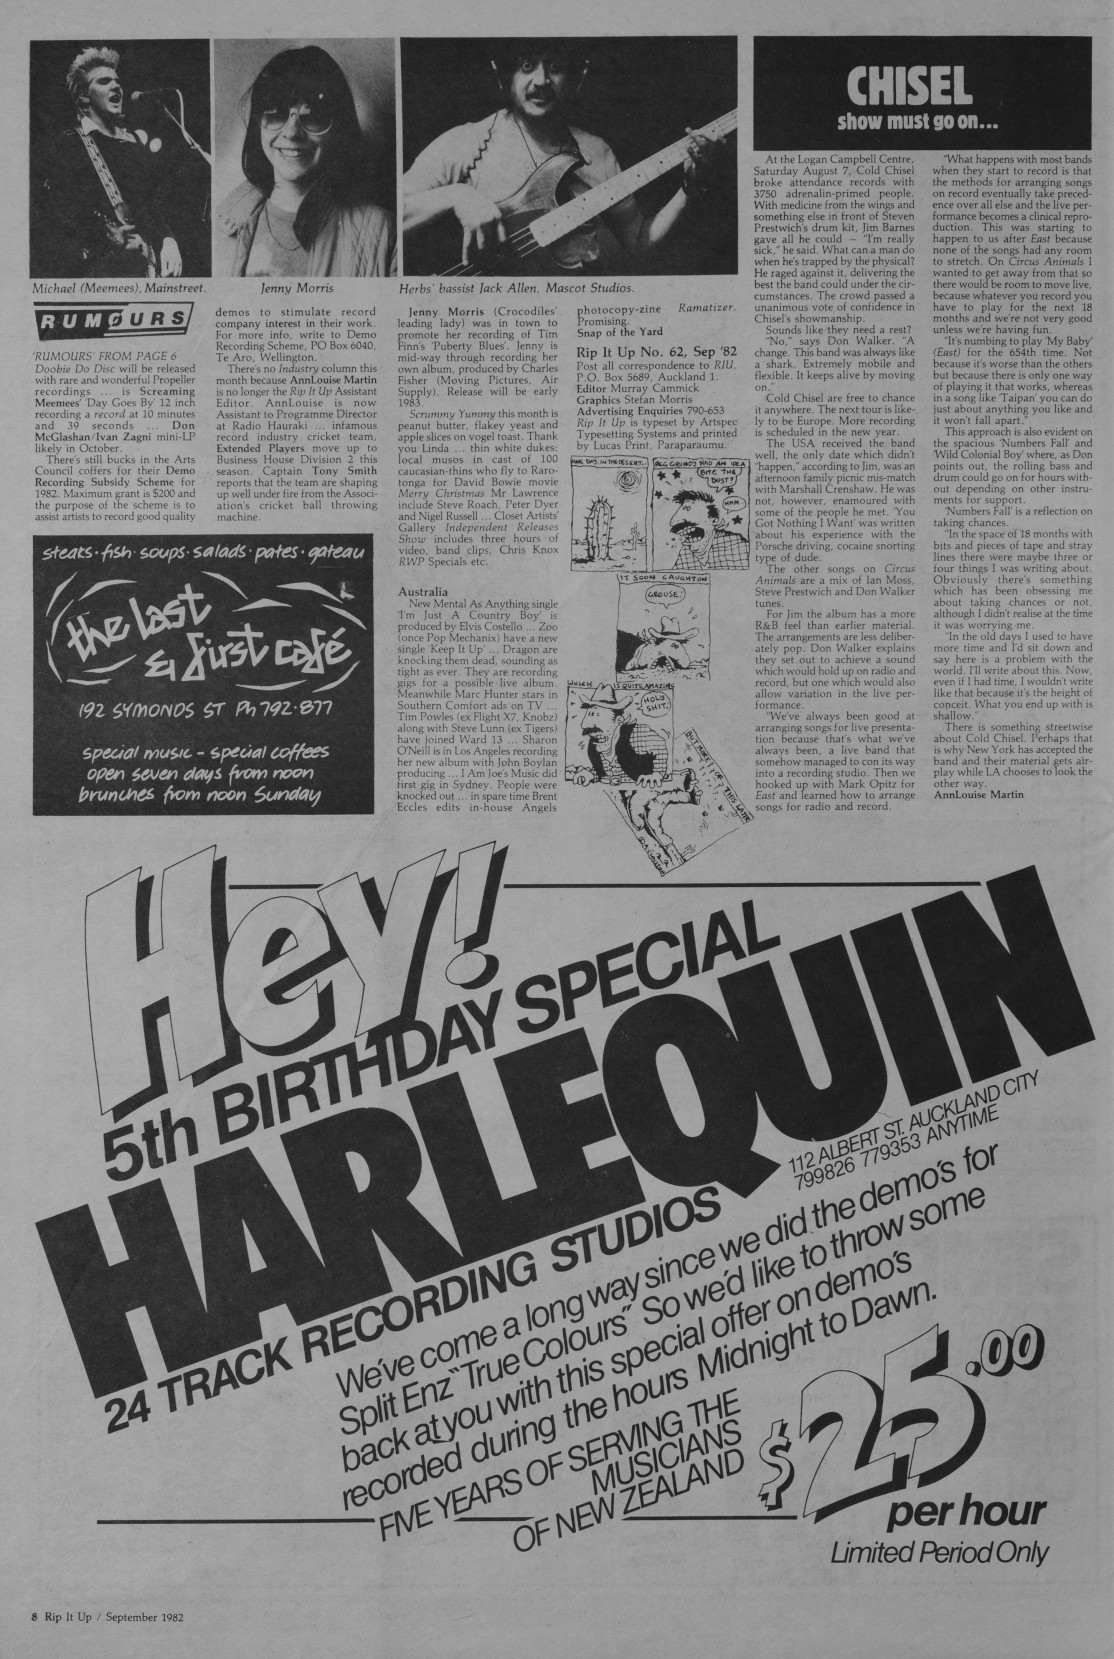 Michael (Meemees), Mainstreet.
Jenny Morris
Herbs' bassist Jack Allen, Mascot Studios.
RUMOURS
'RUMOURS' FROM PAGE 6
Doobie Do Disc will be released
with rare and wonderful Propeller
recordings ... is Screaming
Meemees' 'Day Goes By' 12 inch
recording a record at 10 minutes
and 39 seconds ... Don
McGlashan/Ivan Zagni mini-LP
likely in October.
There's still bucks in the Arts
Council coffers for their Demo
Recording Subsidy Scheme for
1982. Maximum grant is $200 and
the purpose of the scheme is to
assist artists to record good quality
demos to stimulate record
company interest in their work.
For more info, write to Demo
Recording Scheme, PO Box 6040,
Te Aro, Wellington.
There's no Industry column this
month because AnnLouise Martin
is no longer the Rip It Up Assistant
Editor. AnnLouise is now
Assistant to Programme Director
at Radio Hauraki ... infamous
record industry cricket team,
Extended Players move up to
Business House Division 2 this
season. Captain Tony Smith
reports that the team are shaping
up well under fire from the Associ-
ation's cricket ball throwing
machine.
Jenny Morris (Crocodiles'
leading lady) was in town to
promote her recording of Tim
Finn's 'Puberty Blues'. Jenny is
mid-way through recording her
own album, produced by Charles
Fisher (Moving Pictures, Air
Supply). Release will be early
1983.
Scrummy Yummy this month is
peanut butter, flakey yeast and
apple slices on vogel toast. Thank
you Linda ... thin white dukes:
local musos in cast of 100
caucasian-thins who fly to Raro-
tonga for David Bowie movie
Merry Christmas Mr Lawrence
include Steve Roach, Peter Dyer
and Nigel Russell ... Closet Artists'
Gallery Independent Releases
Show includes three hours of
video, band clips, Chris Knox
RWP Specials etc.
Australia
New Mental As Anything single
'I'm Just A Country Boy' is
produced by Elvis Costello ... Zoo
(once Pop Mechanix) have a new
single 'Keep It Up' ... Dragon are
knocking them dead, sounding as
tight as ever. They are recording
gigs for a possible live album.
Meanwhile Marc Hunter stars in
Southern Comfort ads on TV ...
Tim Powles (ex Flight X7, Knobz)
along with Steve Lunn (ex Tigers)
have joined Ward 13 ... Sharon
O'Neill is in Los Angeles recording
her new album with John Boylan
producing ... I Am Joe's Music did
first gig in Sydney. People were
knocked out ... in spare time Brent
Eccles edits in-house Angels
photocopy-zine Ramatizer.
Promising.
Snap of the Yard
Rip It Up No. 62, Sep '82
Post all correspondence to RIU,
P.O. Box 5689, Auckland 1.
Editor Murray Cammick
Graphics Stefan Morris
Advertising Enquiries 790-653
Rip It Up is typeset by Artspec
Typesetting Systems and printed
by Lucas Print, Paraparaumu.
ONE DAY, IN THE DESERT...
REG GRUNDY HAD AN IDEA
BITE THE
DUST?
HMM
IT SOON CAUGHT ON
GROUSE!
WHICH IS QUITE AMAZING
HOLY
SHIT.
steaks · fish · soups · salads · pates · gateau
the last
& first café
192 SYMONDS ST Ph 792·877
special music – special coffees
open seven days from noon
brunches from noon Sunday
CHISEL
show must go on...
At the Logan Campbell Centre,
Saturday August 7, Cold Chisel
broke attendance records with
3750 adrenalin-primed people.
With medicine from the wings and
something else in front of Steven
Prestwich's drum kit, Jim Barnes
gave all he could — "I'm really
sick," he said. What can a man do
when he's trapped by the physical?
He raged against it, delivering the
best the band could under the cir-
cumstances. The crowd passed a
unanimous vote of confidence in
Chisel's showmanship.
Sounds like they need a rest?
"No," says Don Walker. "A
change. This band was always like
a shark. Extremely mobile and
flexible. It keeps alive by moving
on."
Cold Chisel are free to chance
it anywhere. The next tour is like-
ly to be Europe. More recording
is scheduled in the new year.
The USA received the band
well, the only date which didn't
"happen," according to Jim, was an
afternoon family picnic mis-match
with Marshall Crenshaw. He was
not, however, enamoured with
some of the people he met. 'You
Got Nothing I Want' was written
about his experience with the
Porsche driving, cocaine snorting
type of dude.
The other songs on Circus
Animals are a mix of Ian Moss,
Steve Prestwich and Don Walker
tunes.
For Jim the album has a more
R&B feel than earlier material.
The arrangements are less deliber-
ately pop. Don Walker explains
they set out to achieve a sound
which would hold up on radio and
record, but one which would also
allow variation in the live per-
formance.
"We've always been good at
arranging songs for live presenta-
tion because that's what we've
always been, a live band that
somehow managed to con its way
into a recording studio. Then we
hooked up with Mark Opitz for
East and learned how to arrange
songs for radio and record.
"What happens with most bands
when they start to record is that
the methods for arranging songs
on record eventually take preced-
ence over all else and the live per-
formance becomes a clinical repro-
duction. This was starting to
happen to us after East because
none of the songs had any room
to stretch. On Circus Animals I
wanted to get away from that so
there would be room to move live,
because whatever you record you
have to play for the next 18
months and we're not very good
unless we're having fun.
"It's numbing to play 'My Baby'
(East) for the 654th time. Not
because it's worse than the others
but because there is only one way
of playing it that works, whereas
in a song like 'Taipan' you can do
just about anything you like and
it won't fall apart.
This approach is also evident on
the spacious 'Numbers Fall' and
'Wild Colonial Boy' where, as Don
points out, the rolling bass and
drum could go on for hours with-
out depending on other instru-
ments for support.
'Numbers Fall' is a reflection on
taking chances.
"In the space of 18 months with
bits and pieces of tape and stray
lines there were maybe three or
four things I was writing about.
Obviously there's something
which has been obsessing me
about taking chances or not,
although I didn't realise at the time
it was worrying me.
"In the old days I used to have
more time and I'd sit down and
say here is a problem with the
world. I'll write about this. Now,
even if I had time, I wouldn't write
like that because it's the height of
conceit. What you end up with is
shallow."
There is something streetwise
about Cold Chisel. Perhaps that
is why New York has accepted the
band and their material gets air-
play while LA chooses to look the
other way.
AnnLouise Martin
Hey!
5th BIRTHDAY SPECIAL
HARLEQUIN
24 TRACK RECORDING STUDIOS
112 ALBERT ST. AUCKLAND CITY
799826 779353 ANYTIME
We've come a long way since we did the demo's for
Split Enz "True Colours" So we'd like to throw some
back at you with this special offer on demo's
recorded during the hours Midnight to Dawn.
FIVE YEARS OF SERVING THE
MUSICIANS
OF NEW ZEALAND
$25.00
per hour
Limited Period Only
8 Rip It Up / September 1982